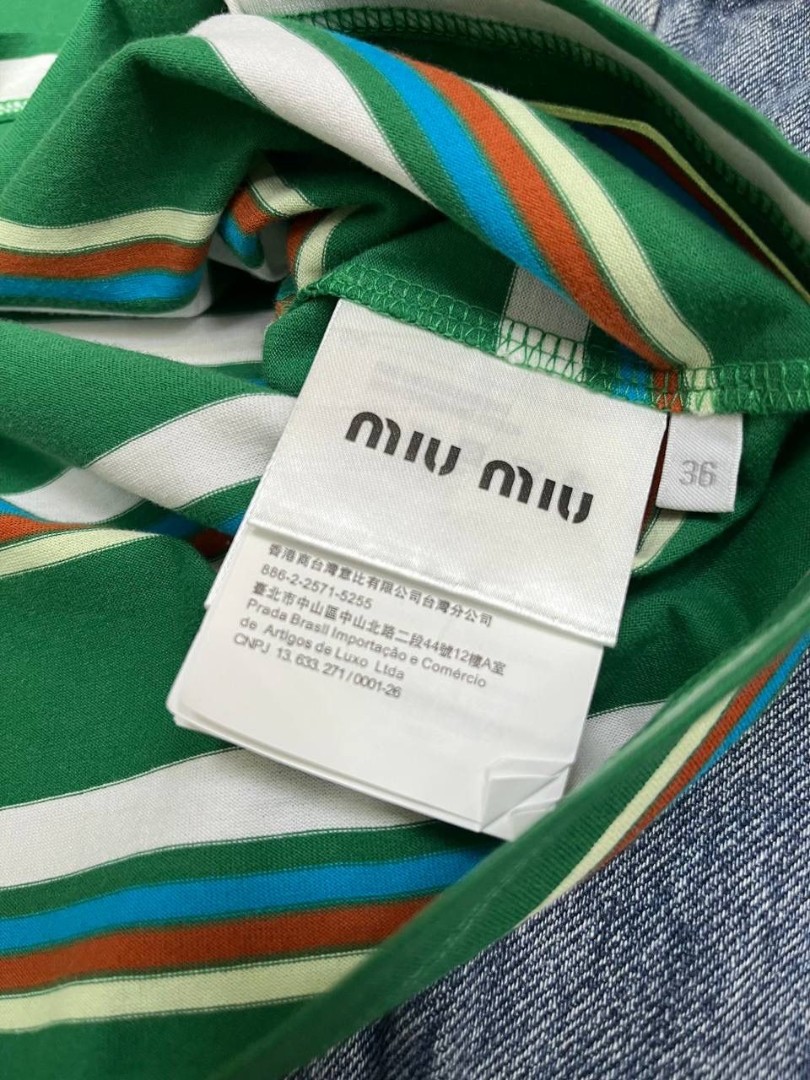 miu miu
36
香港商台灣意比有限公司台灣分公司
886-2-2571-5255
臺北市中山區中山北路二段44號12樓A室
Prada Brasil Importação e Comércio
de Artigos de Luxo Ltda
CNPJ 13.633.271/0001-26